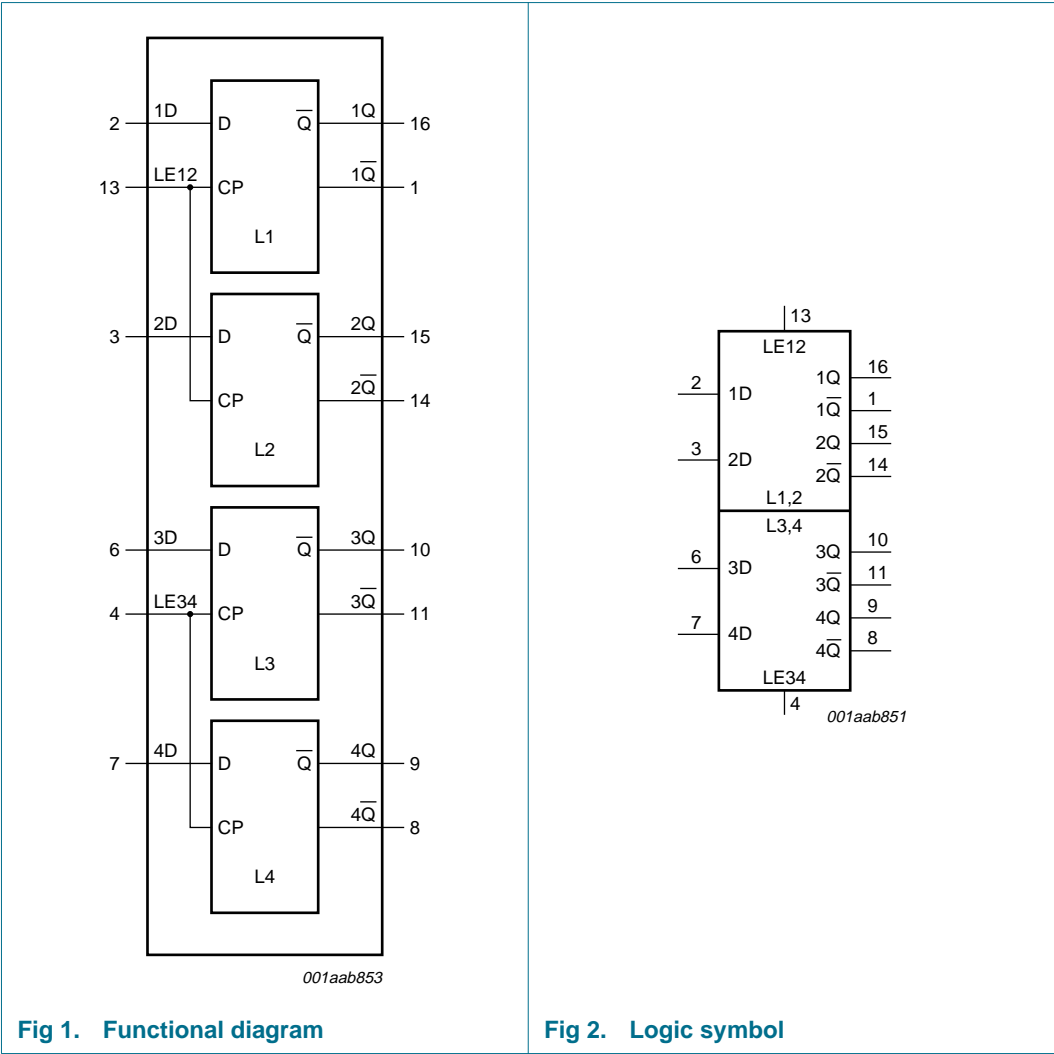 1D 1Q
2 D Q̅ 16
LE12 1Q̅
13 CP 1
L1
2D 2Q
3 D Q̅ 15
2Q̅
CP 14
L2
3D 3Q
6 D Q̅ 10
LE34 3Q̅
4 CP 11
L3
4D 4Q
7 D Q̅ 9
4Q̅
CP 8
L4
001aab853
Fig 1. Functional diagram
13
LE12
2 1D 1Q 16
1Q̅ 1
3 2D 2Q 15
2Q̅ 14
L1,2
L3,4
6 3D 3Q 10
3Q̅ 11
7 4D 4Q 9
4Q̅ 8
LE34
4
001aab851
Fig 2. Logic symbol